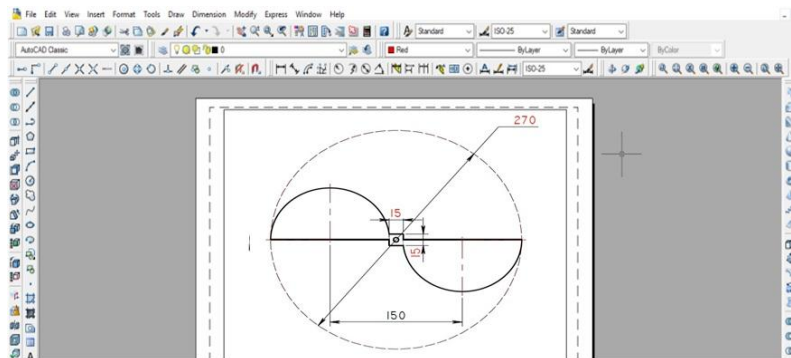 File Edit View Insert Format Tools Draw Dimension Modify Express Window Help
Standard ISO-25 Standard
AutoCAD Classic 0 Red ByLayer ByLayer ByColor
ISO-25
270
15
15
150